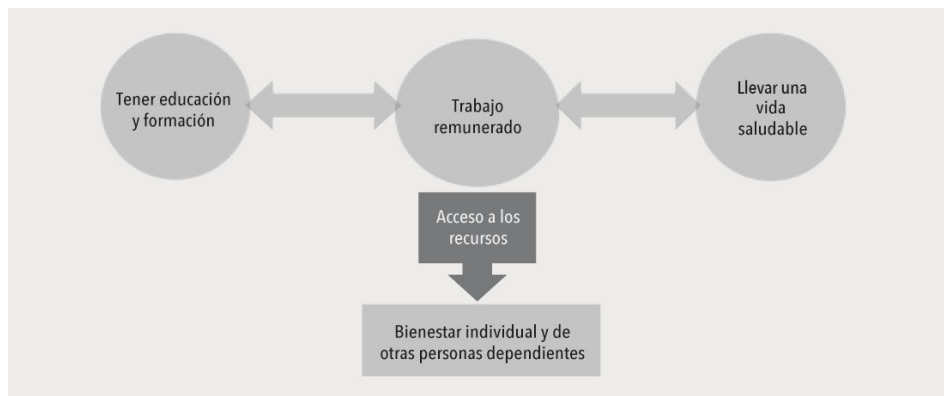 Tener educación
y formación
Trabajo
remunerado
Llevar una
vida
saludable
Acceso a los
recursos
Bienestar individual y de
otras personas dependientes